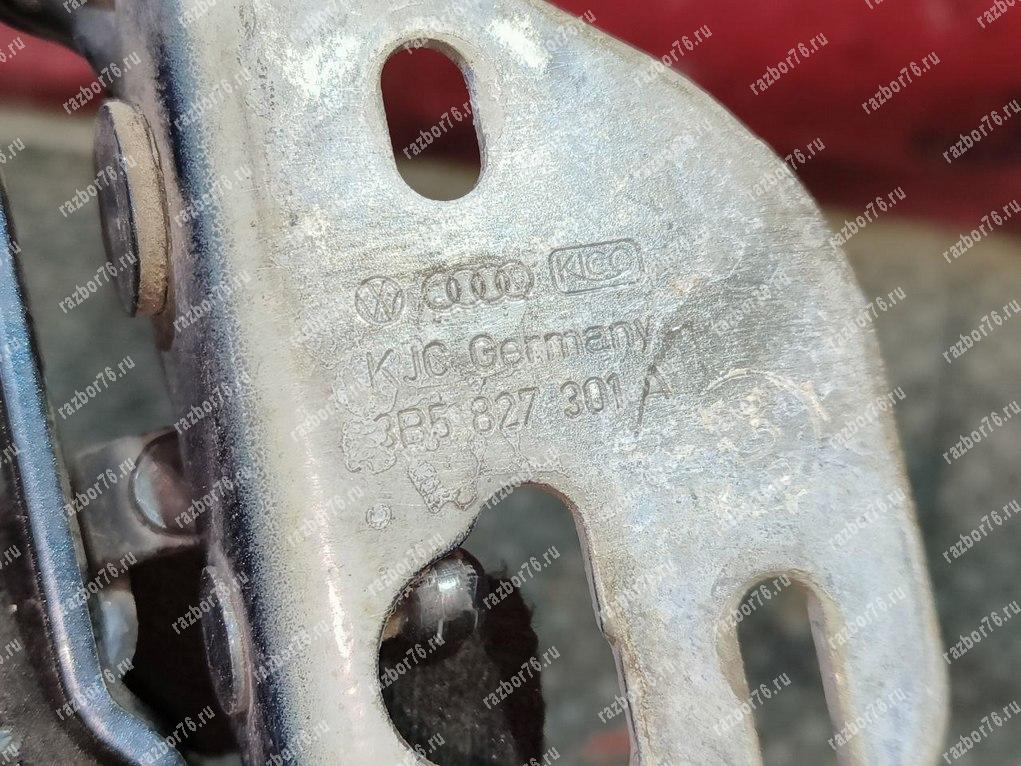 KICO
KJC Germany
3B5 827 301 A
razbor76.ru